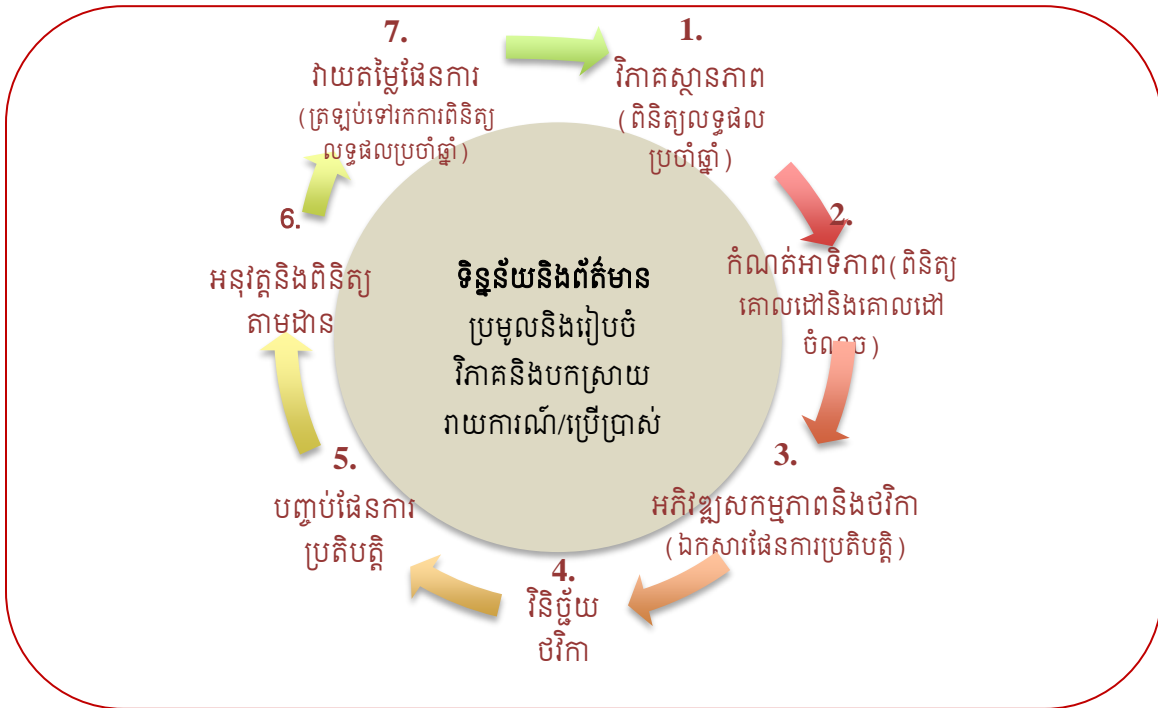 1.
វិភាគស្ថានភាព
(ពិនិត្យលទ្ធផល
ប្រចាំឆ្នាំ)
2.
កំណត់អាទិភាព(ពិនិត្យ
គោលដៅនិងគោលដៅ
ចំណុច)
3.
អភិវឌ្ឍសកម្មភាពនិងថវិកា
(ឯកសារផែនការប្រតិបត្តិ)
4.
វិនិច្ឆ័យ
ថវិកា
5.
បញ្ចប់ផែនការ
ប្រតិបត្តិ
6.
អនុវត្តនិងពិនិត្យ
តាមដាន
7.
វាយតម្លៃផែនការ
(ត្រឡប់ទៅរកការពិនិត្យ
លទ្ធផលប្រចាំឆ្នាំ)
ទិន្នន័យនិងព័ត៌មាន
ប្រមូលនិងរៀបចំ
វិភាគនិងបកស្រាយ
រាយការណ៍/ប្រើប្រាស់